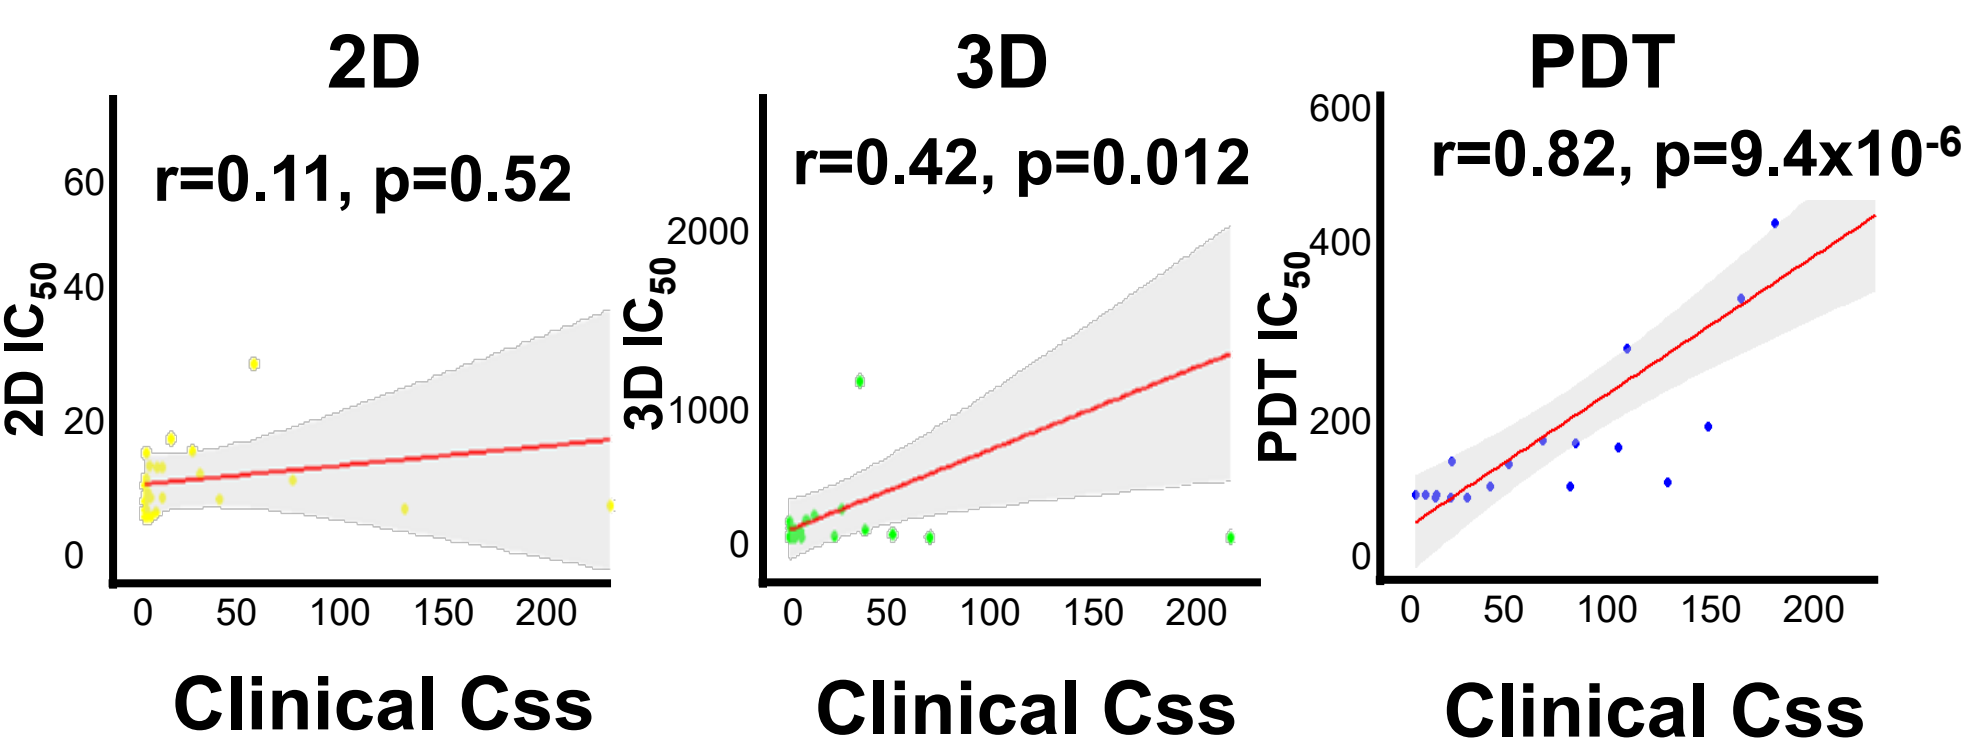 2D
r=0.11, p=0.52
2D IC50
60
40
20
0
0 50 100 150 200
Clinical Css
3D
r=0.42, p=0.012
3D IC50
2000
1000
0
0 50 100 150 200
Clinical Css
PDT
r=0.82, p=9.4x10-6
PDT IC50
600
400
200
0
0 50 100 150 200
Clinical Css